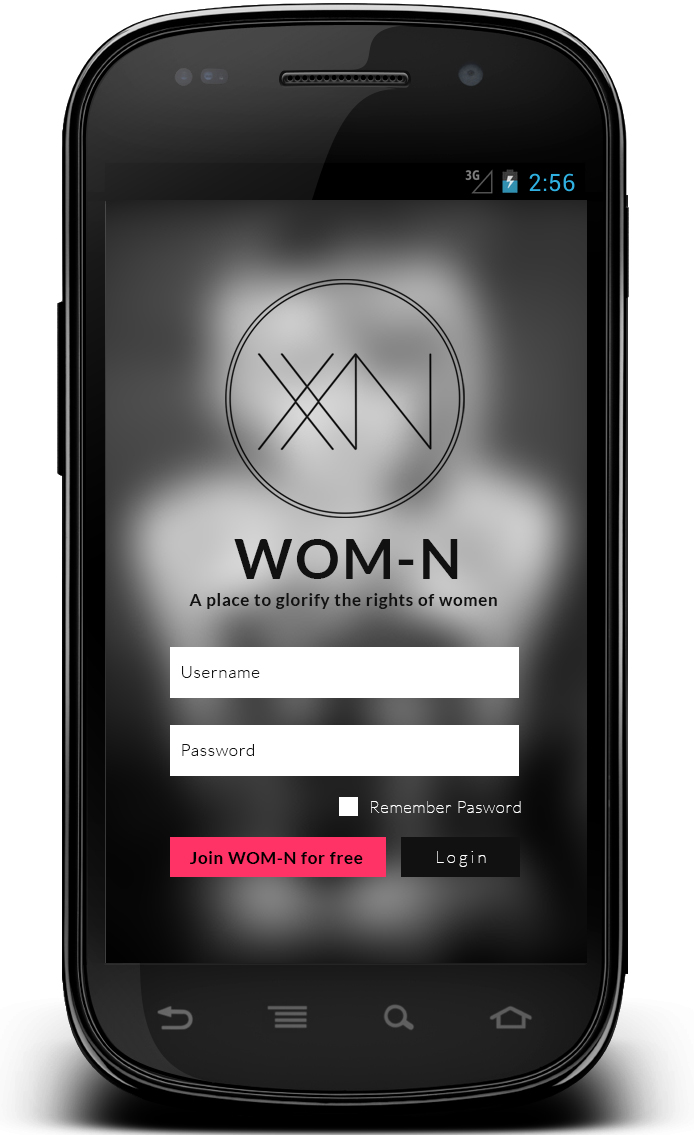 3G 2:56
XN
WOM-N
A place to glorify the rights of women
Username
Password
Remember Pasword
Join WOM-N for free
Login